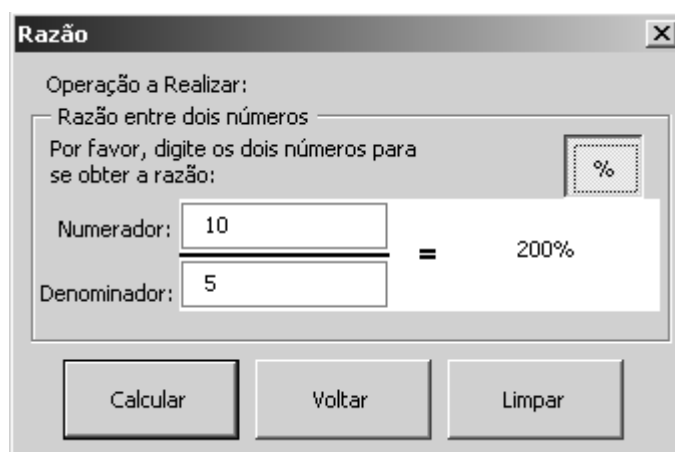 Razão
Operação a Realizar:
Razão entre dois números
Por favor, digite os dois números para
se obter a razão:
%
Numerador: 10
= 200%
Denominador: 5
Calcular Voltar Limpar